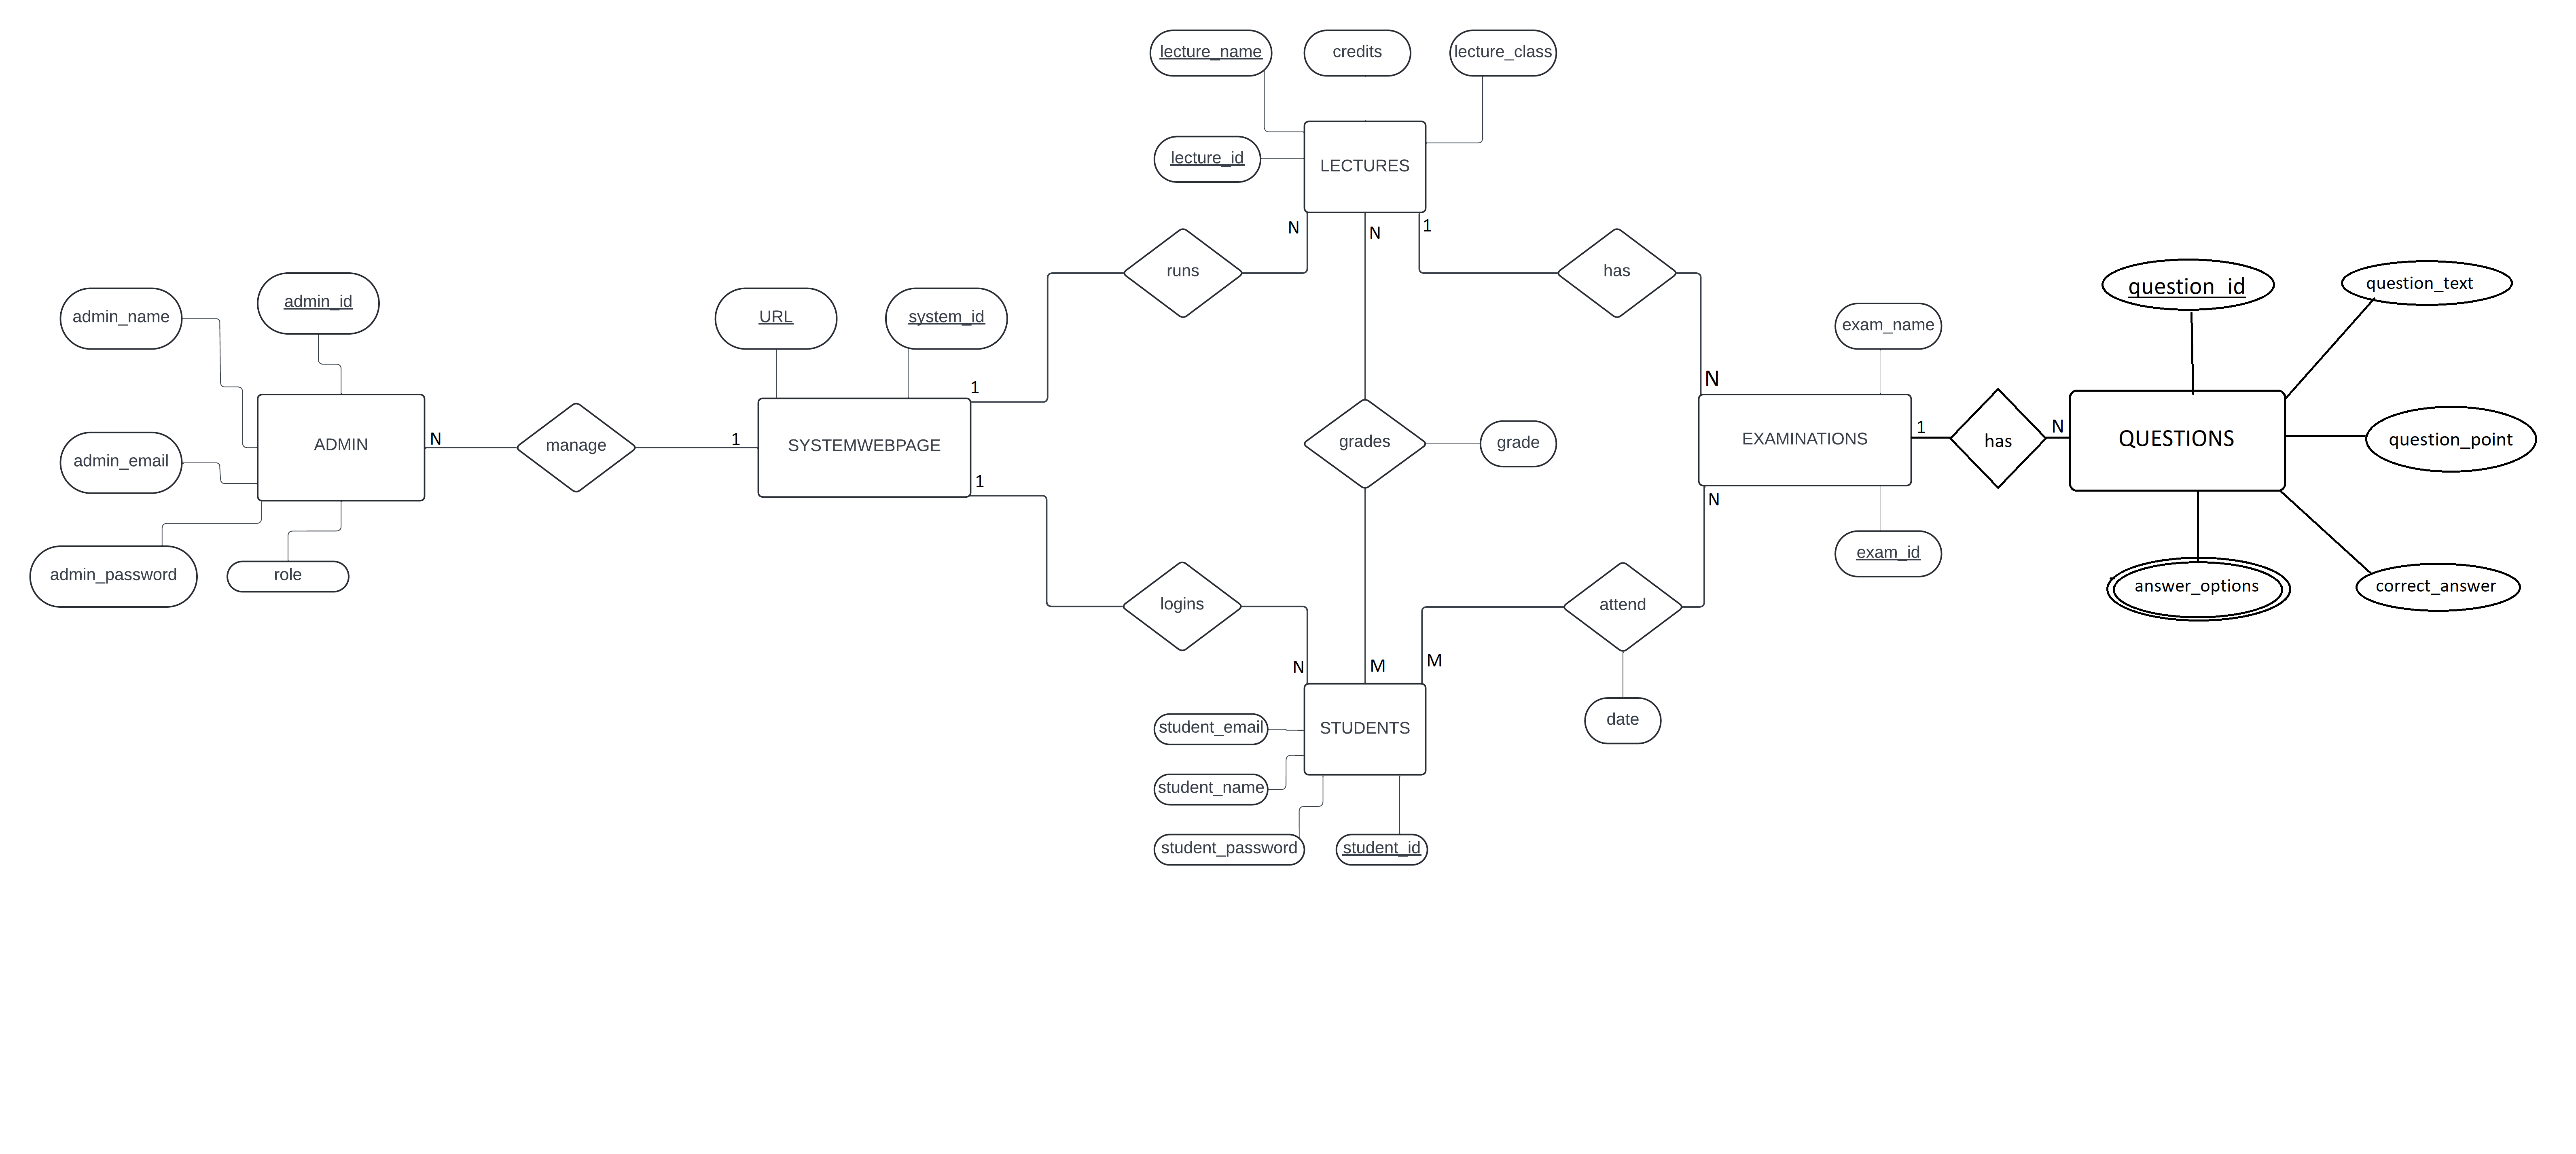 lecture_name
credits
lecture_class
lecture_id
LECTURES
N
N
1
runs
has
admin_name
admin_id
URL
system_id
question_id
question_text
exam_name
1
N
ADMIN
N
manage
1
SYSTEMWEBPAGE
grades
grade
EXAMINATIONS
1
has
N
QUESTIONS
question_point
admin_email
1
N
admin_password
role
exam_id
answer_options
correct_answer
logins
attend
N
M
M
student_email
STUDENTS
date
student_name
student_password
student_id